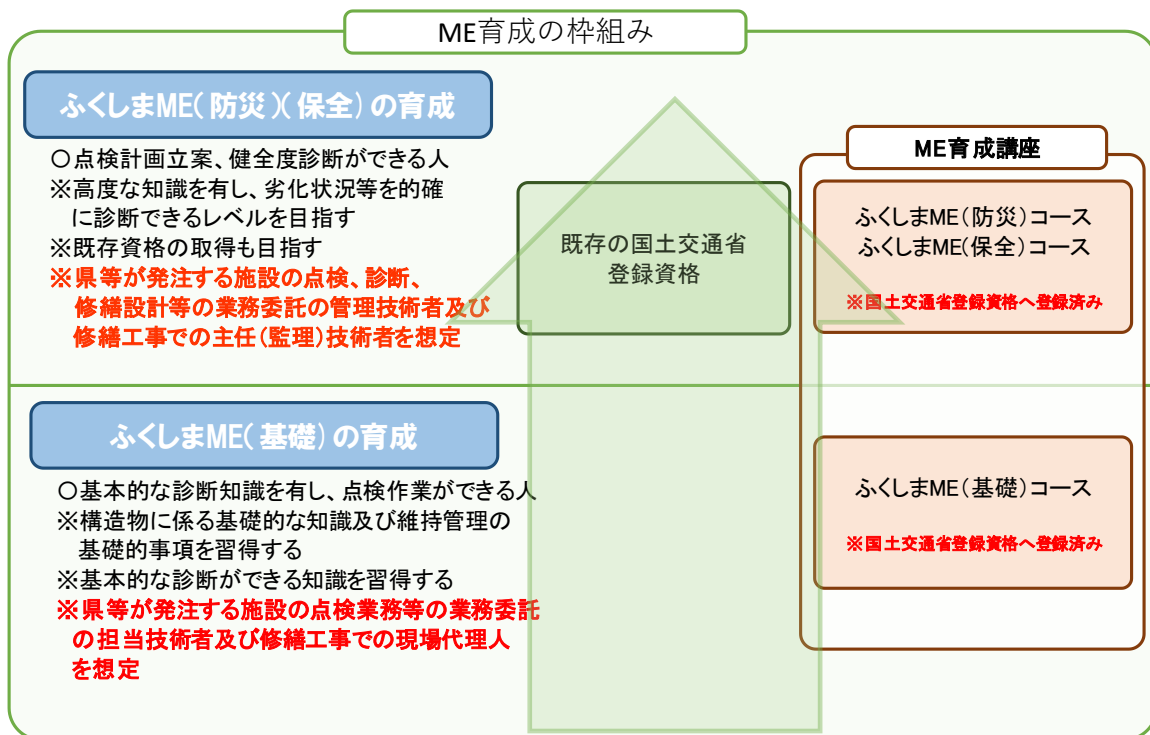 ME育成の枠組み
ふくしまME(防災)(保全)の育成
○点検計画立案、健全度診断ができる人
※高度な知識を有し、劣化状況等を的確
に診断できるレベルを目指す
※既存資格の取得も目指す
※県等が発注する施設の点検、診断、
修繕設計等の業務委託の管理技術者及び
修繕工事での主任(監理)技術者を想定
既存の国土交通省
登録資格
ME育成講座
ふくしまME(防災)コース
ふくしまME(保全)コース
※国土交通省登録資格へ登録済み
ふくしまME(基礎)の育成
○基本的な診断知識を有し、点検作業ができる人
※構造物に係る基礎的な知識及び維持管理の
基礎的事項を習得する
※基本的な診断ができる知識を習得する
※県等が発注する施設の点検業務等の業務委託
の担当技術者及び修繕工事での現場代理人
を想定
ふくしまME(基礎)コース
※国土交通省登録資格へ登録済み